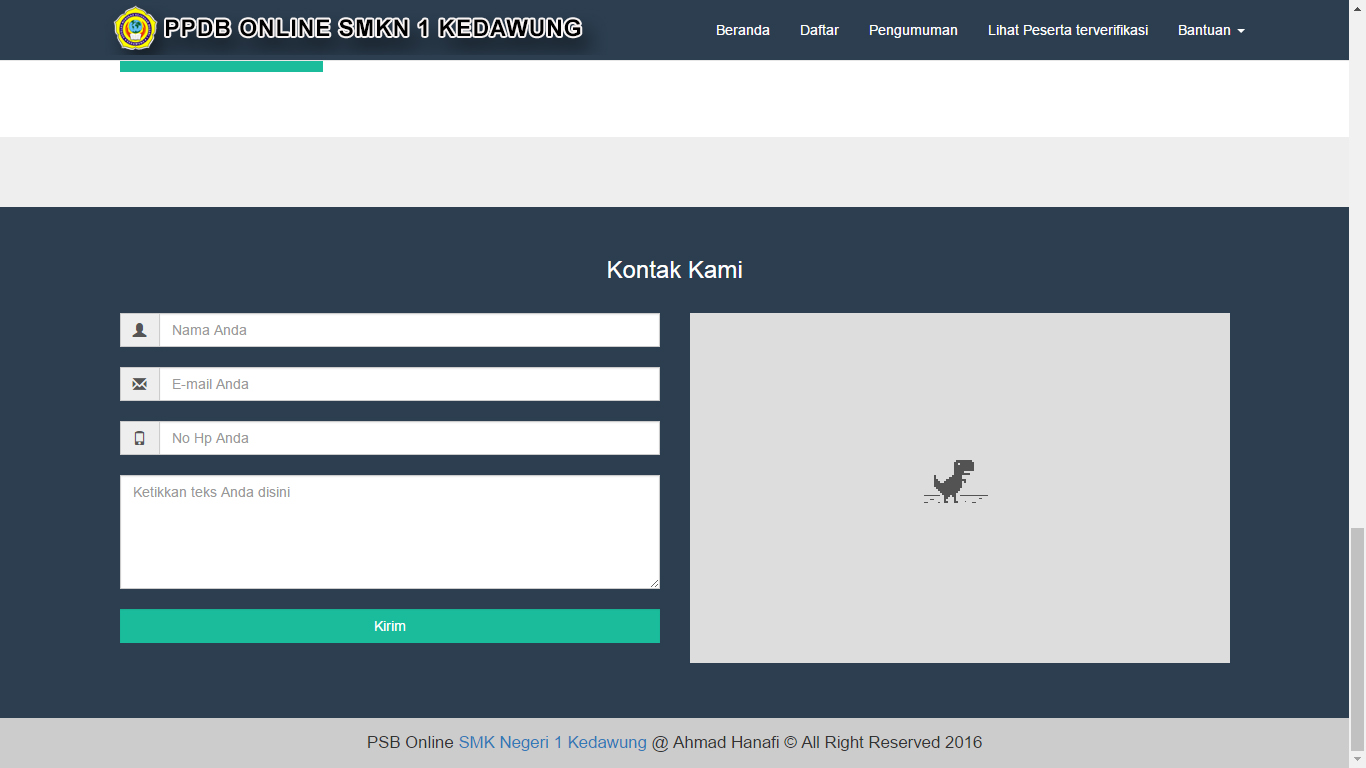 PPDB ONLINE SMKN 1 KEDAWUNG
Beranda Daftar Pengumuman Lihat Peserta terverifikasi Bantuan
Kontak Kami
Nama Anda
E-mail Anda
No Hp Anda
Ketikkan teks Anda disini
Kirim
PSB Online SMK Negeri 1 Kedawung @ Ahmad Hanafi © All Right Reserved 2016